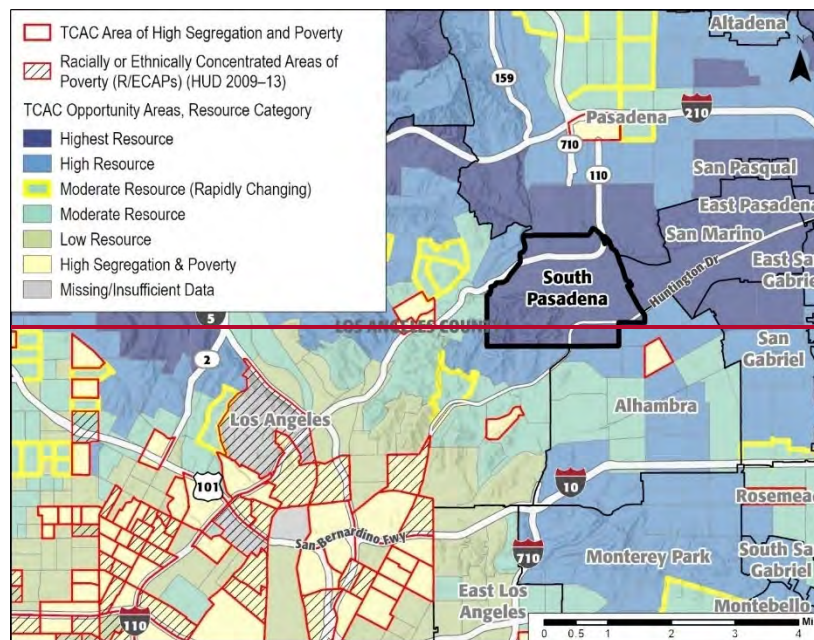 TCAC Area of High Segregation and Poverty
Racially or Ethnically Concentrated Areas of
Poverty (R/ECAPs) (HUD 2009–13)
TCAC Opportunity Areas, Resource Category
Highest Resource
High Resource
Moderate Resource (Rapidly Changing)
Moderate Resource
Low Resource
High Segregation & Poverty
Missing/Insufficient Data
Altadena
N
159
210
Pasadena
710
110
San Pasqual
East Pasadena
San Marino
East San
Gabriel
South
Pasadena
Huntington Dr
5
LOS ANGELES COUNTY
2
San
Gabriel
Los Angeles
Alhambra
101
10
Rosemead
San Bernardino Fwy
710
Monterey Park
South San
Gabriel
East Los
Angeles
Montebello
110
0 0.5 1 2 3 4
Mi